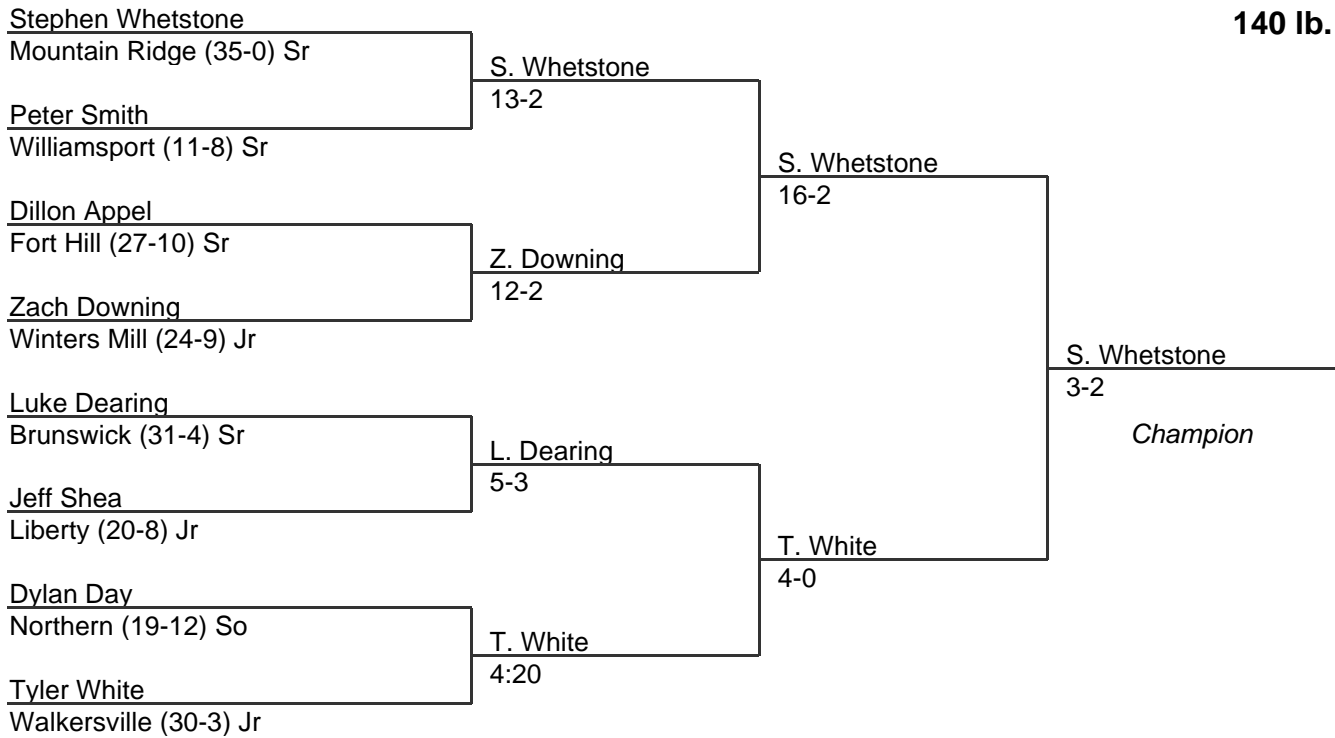 140 lb.
Stephen Whetstone
Mountain Ridge (35-0) Sr
S. Whetstone
13-2
Peter Smith
Williamsport (11-8) Sr
S. Whetstone
16-2
Dillon Appel
Fort Hill (27-10) Sr
Z. Downing
12-2
Zach Downing
Winters Mill (24-9) Jr
S. Whetstone
3-2
Champion
Luke Dearing
Brunswick (31-4) Sr
L. Dearing
5-3
Jeff Shea
Liberty (20-8) Jr
T. White
4-0
Dylan Day
Northern (19-12) So
T. White
4:20
Tyler White
Walkersville (30-3) Jr